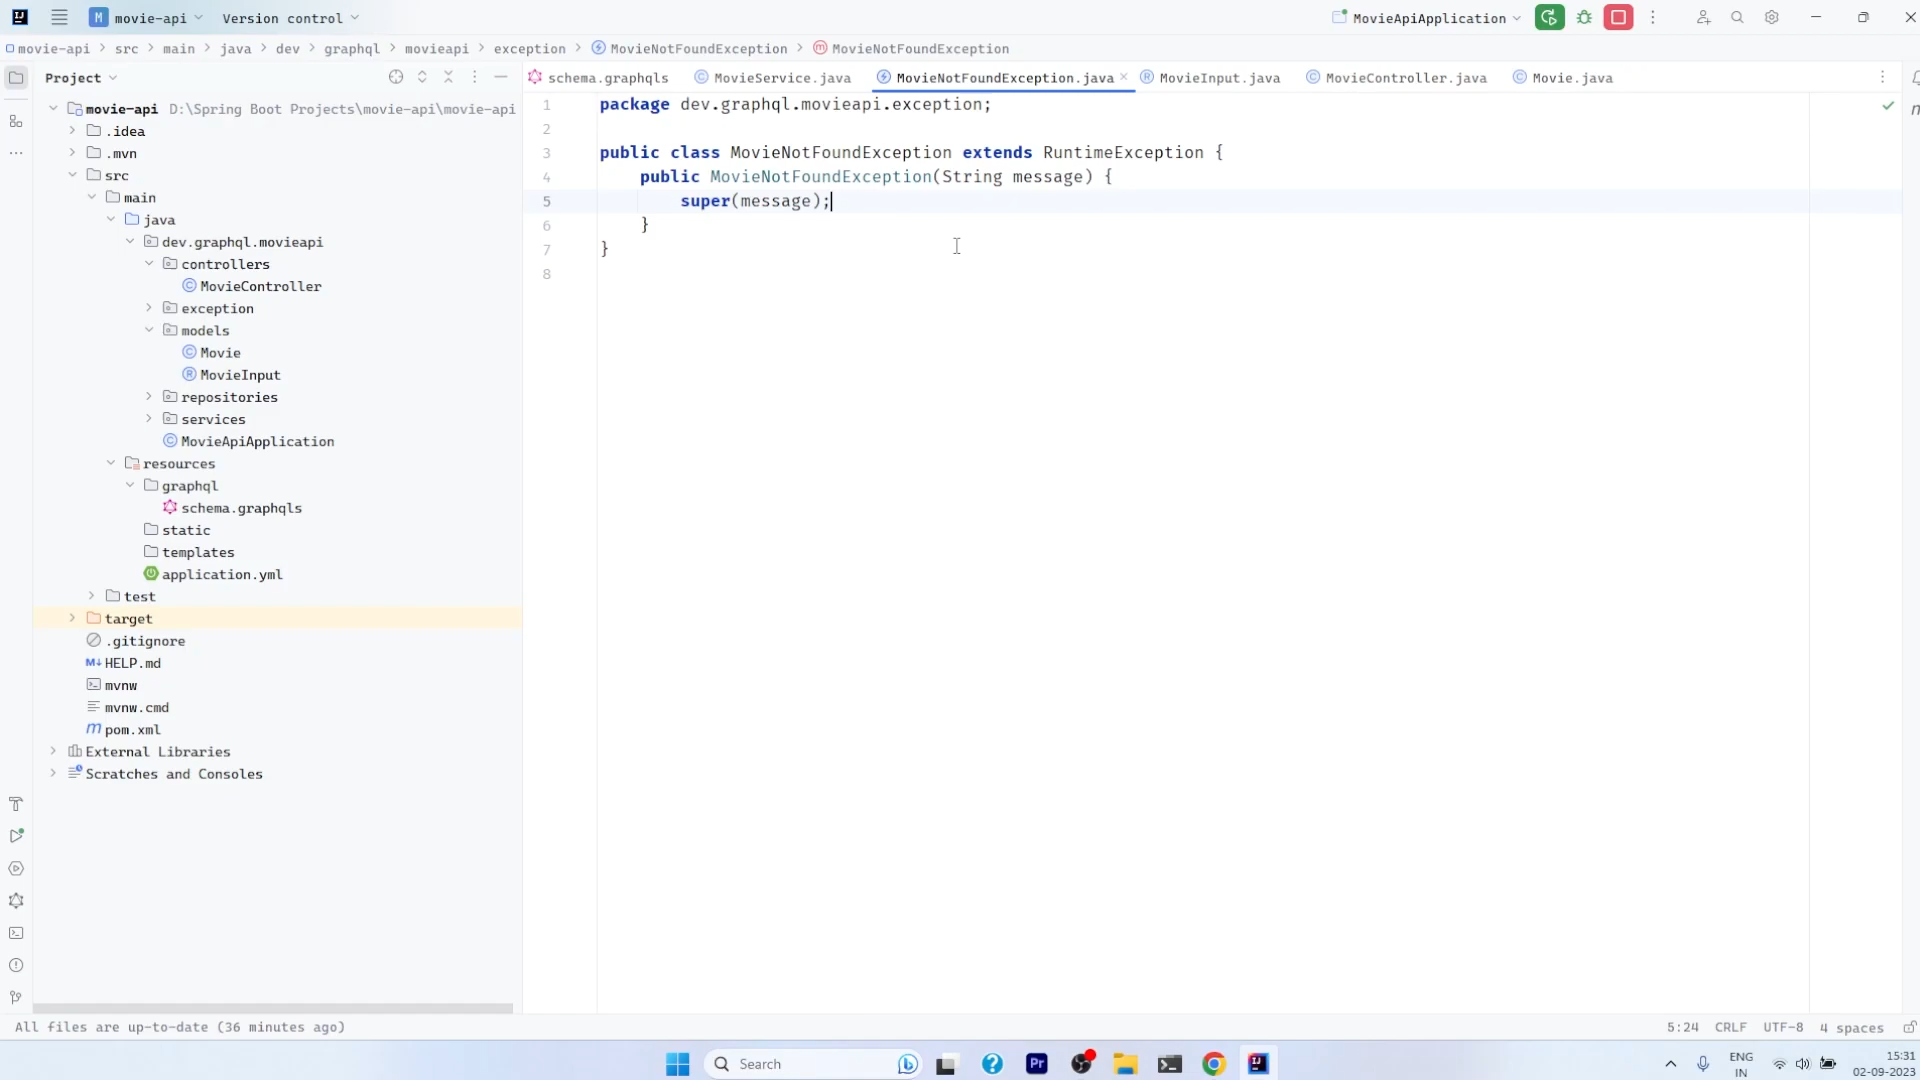 M movie-api Version control MovieApiApplication
movie-api src main java dev graphql movieapi exception MovieNotFoundException MovieNotFoundException
Project
schema.graphqls MovieService.java MovieNotFoundException.java MovieInput.java MovieController.java Movie.java
movie-api D:\Spring Boot Projects\movie-api\movie-api
.idea
.mvn
src
main
java
dev.graphql.movieapi
controllers
MovieController
exception
models
Movie
MovieInput
repositories
services
MovieApiApplication
resources
graphql
schema.graphqls
static
templates
application.yml
test
target
.gitignore
HELP.md
mvnw
mvnw.cmd
pom.xml
External Libraries
Scratches and Consoles
1 package dev.graphql.movieapi.exception;
2
3 public class MovieNotFoundException extends RuntimeException {
4 public MovieNotFoundException(String message) {
5 super(message);
6 }
7 }
8
All files are up-to-date (36 minutes ago)
5:24 CRLF UTF-8 4 spaces
Search
ENG
IN
15:31
02-09-2023